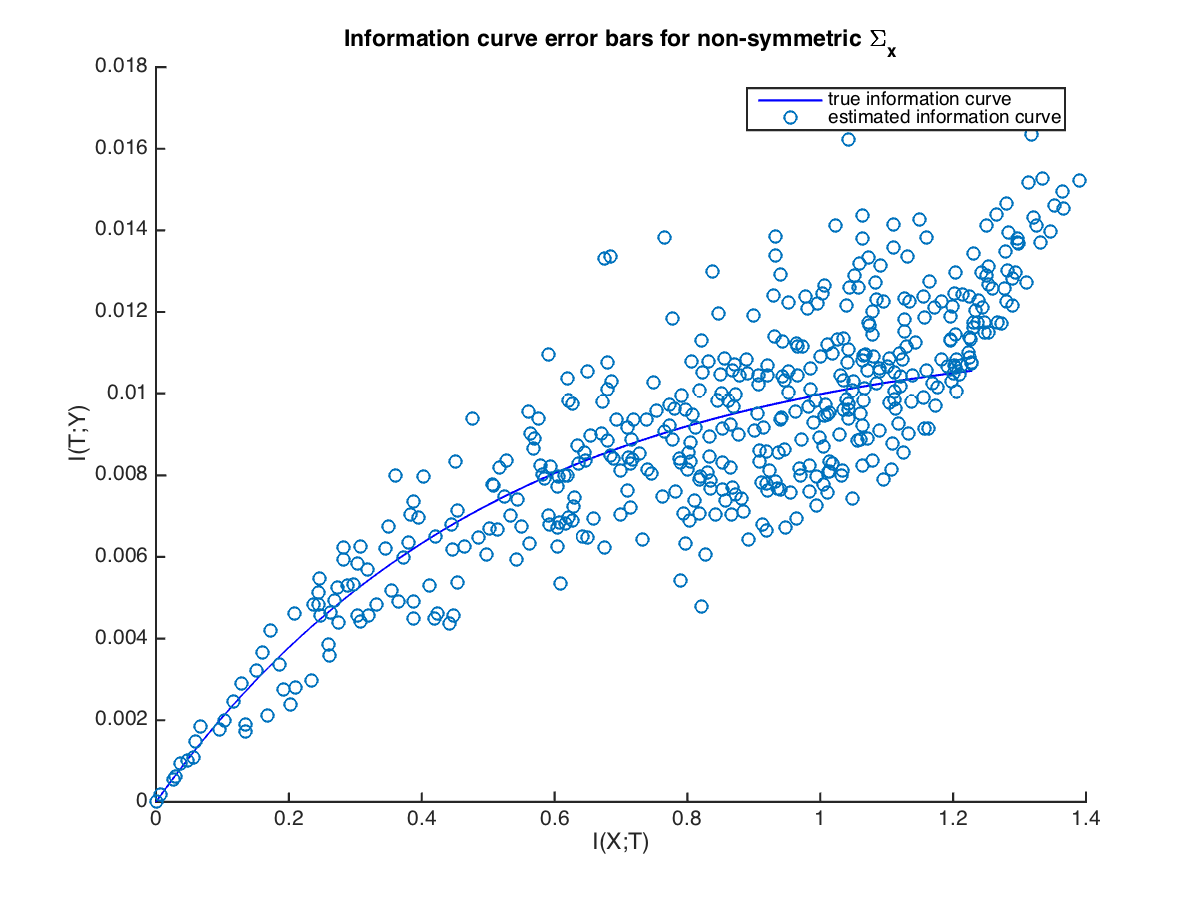 Information curve error bars for non-symmetric Σx
true information curve
estimated information curve
I(T;Y)
0.018
0.016
0.014
0.012
0.01
0.008
0.006
0.004
0.002
0
0 0.2 0.4 0.6 0.8 1 1.2 1.4
I(X;T)